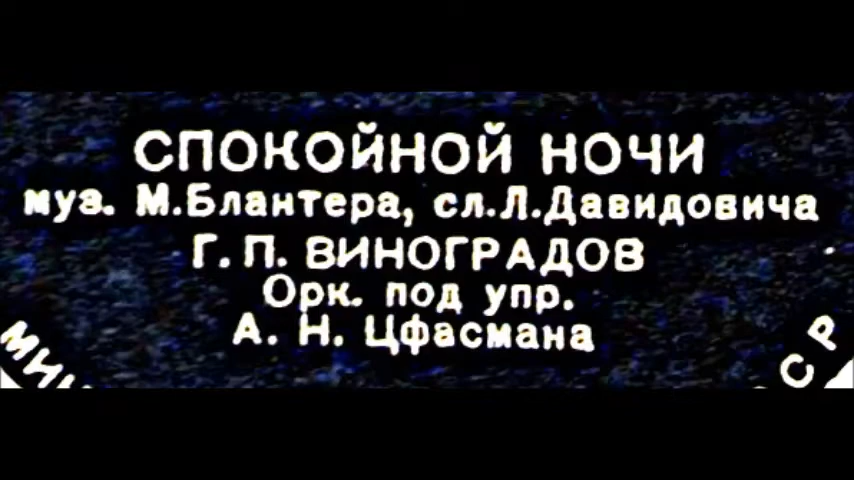 СПОКОЙНОЙ НОЧИ
муз. М.Блантера, сл.Л.Давидовича
Г. П. ВИНОГРАДОВ
Орк. под упр.
А. Н. Цфасмана